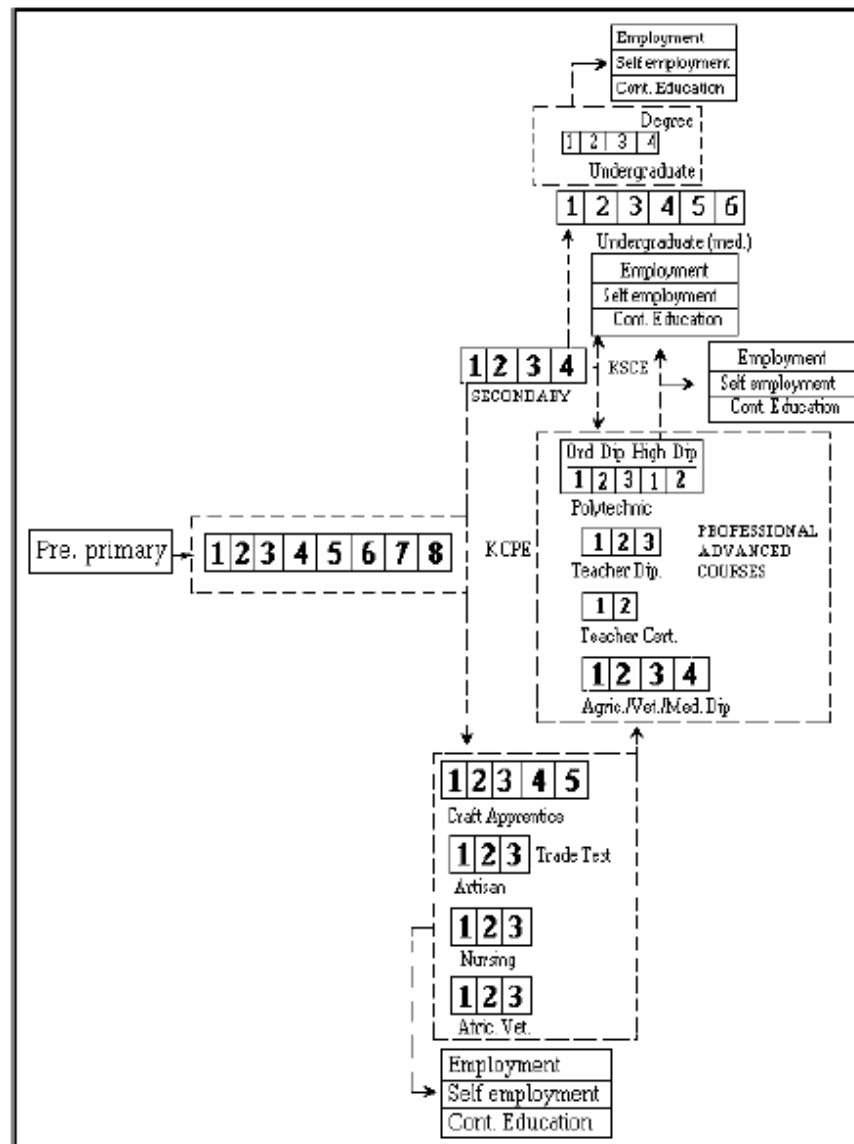 Employment
Self employment
Cont. Education
Degree
1 2 3 4
Undergraduate
1 2 3 4 5 6
Undergraduate (med.)
Employment
Self employment
Cont. Education
1 2 3 4
KSCE
SECONDARY
Employment
Self employment
Cont. Education
Ord Dip High Dip
1 2 3 1 2
Polytechnic
Pre. primary
1 2 3 4 5 6 7 8
KCPE
1 2 3
Teacher Dip.
PROFESSIONAL
ADVANCED
COURSES
1 2
Teacher Cert.
1 2 3 4
Agric./Vet./Med. Dip
1 2 3 4 5
Craft Apprentice
1 2 3 Trade Test
Artisan
1 2 3
Nursing
1 2 3
Afric. Vet.
Employment
Self employment
Cont. Education